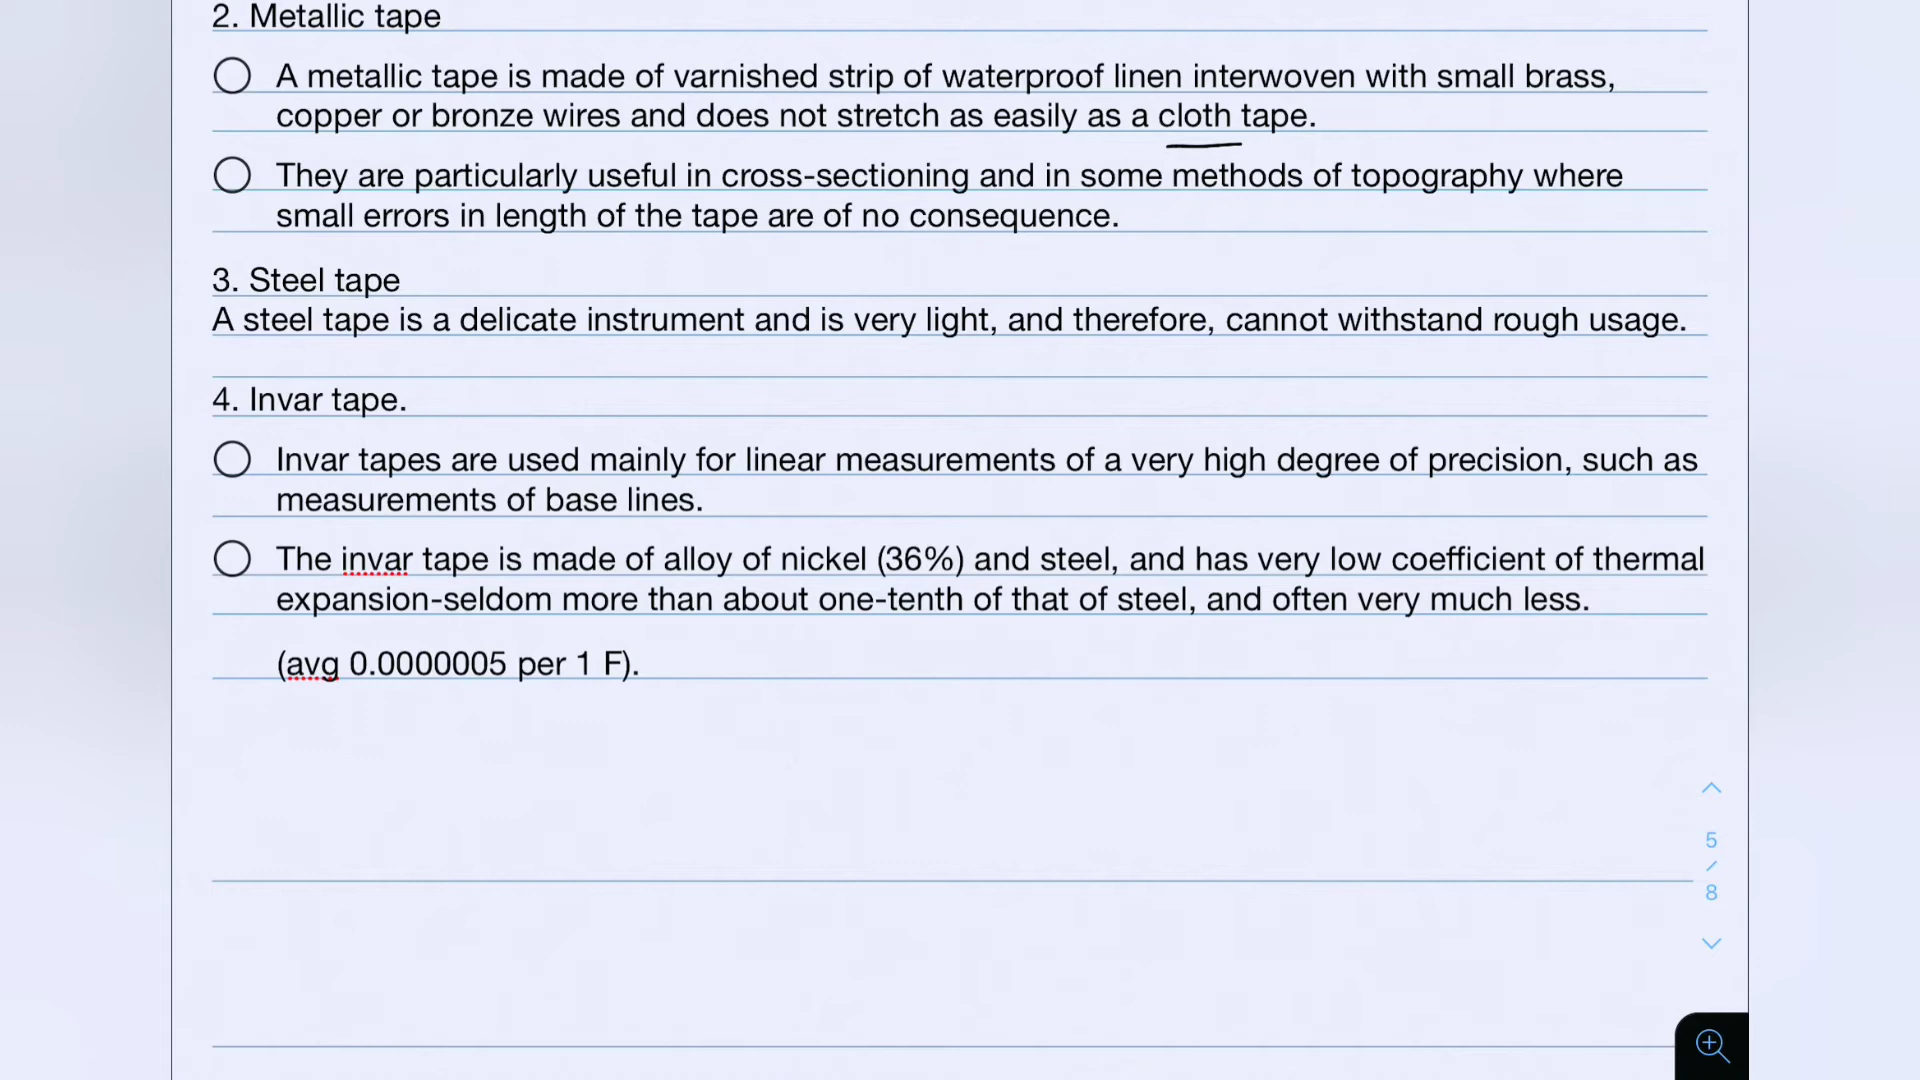 2. Metallic tape
A metallic tape is made of varnished strip of waterproof linen interwoven with small brass,
copper or bronze wires and does not stretch as easily as a cloth tape.
They are particularly useful in cross-sectioning and in some methods of topography where
small errors in length of the tape are of no consequence.
3. Steel tape
A steel tape is a delicate instrument and is very light, and therefore, cannot withstand rough usage.
4. Invar tape.
Invar tapes are used mainly for linear measurements of a very high degree of precision, such as
measurements of base lines.
The invar tape is made of alloy of nickel (36%) and steel, and has very low coefficient of thermal
expansion-seldom more than about one-tenth of that of steel, and often very much less.
(avg 0.0000005 per 1 F).
5
/
8